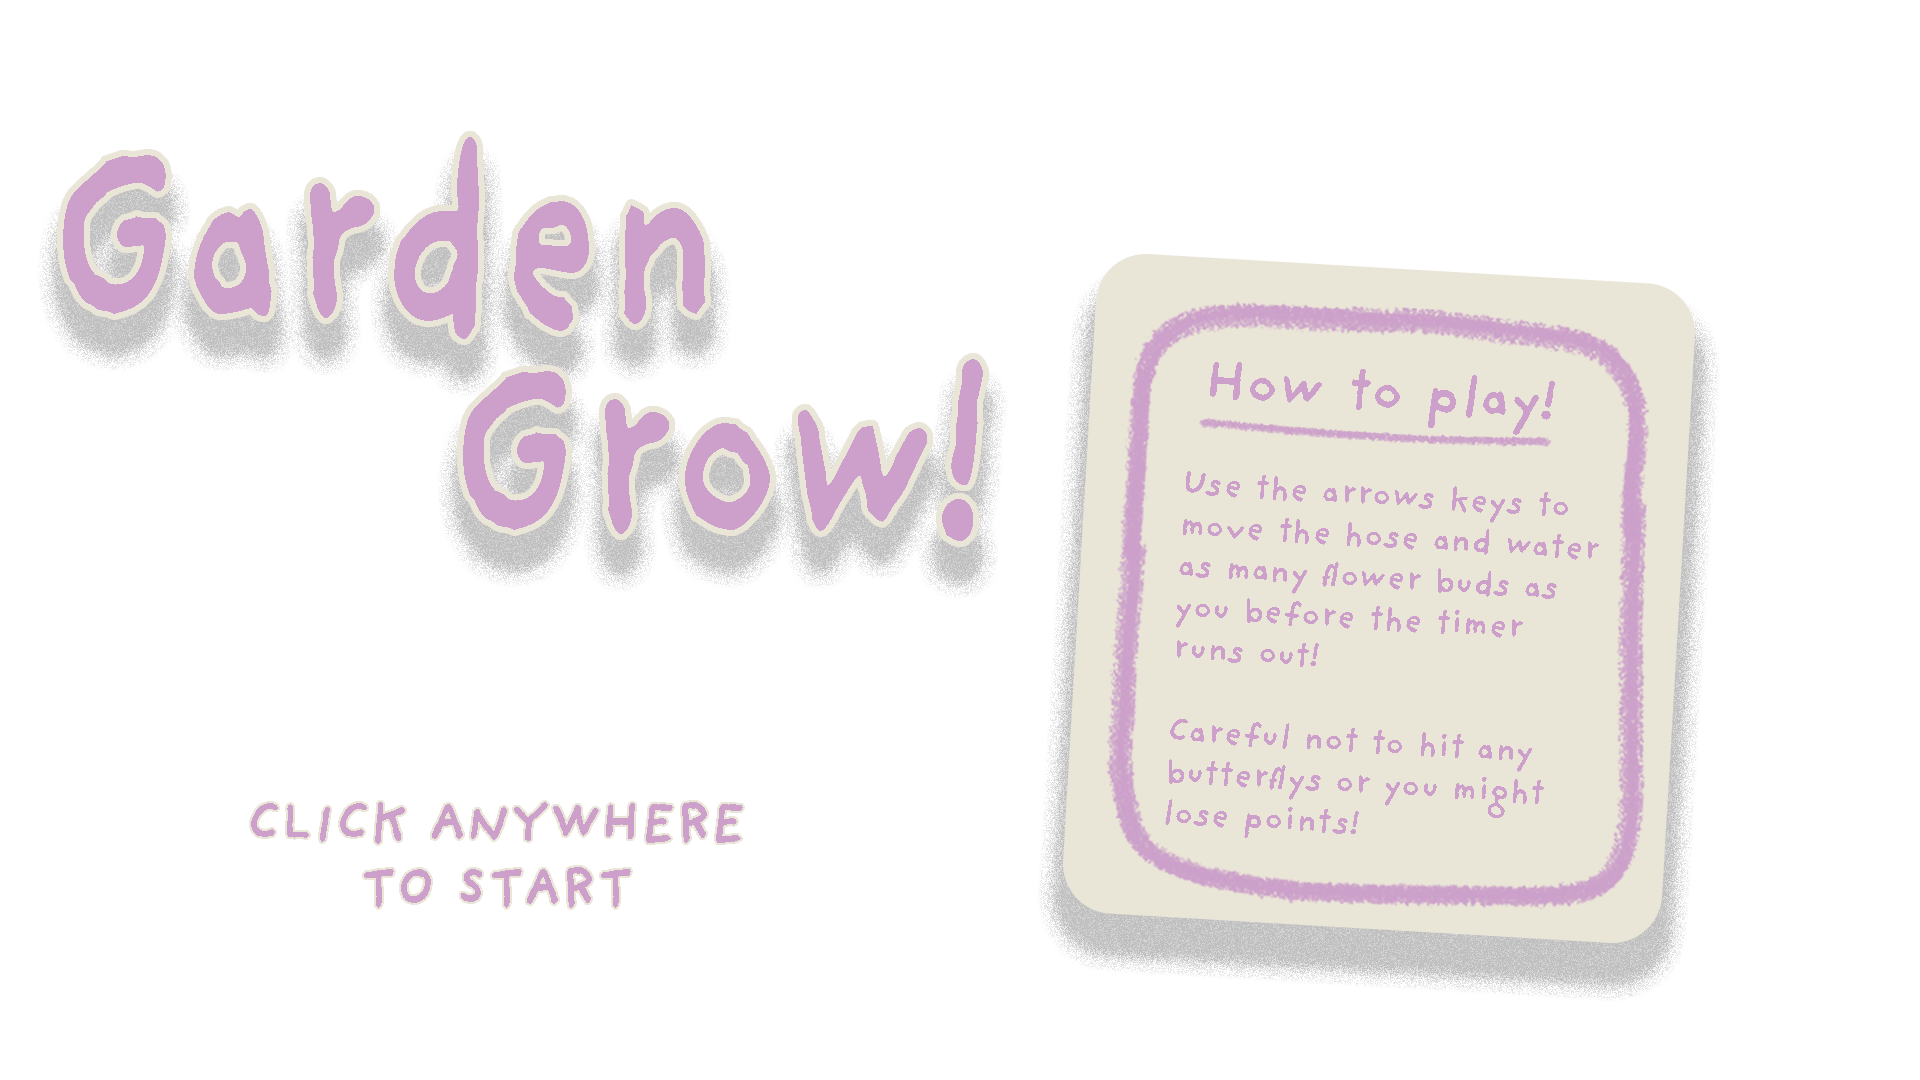 Garden
Grow!
CLICK ANYWHERE
TO START
How to play!
Use the arrows keys to
move the hose and water
as many flower buds as
you before the timer
runs out!
Careful not to hit any
butterflys or you might
lose points!